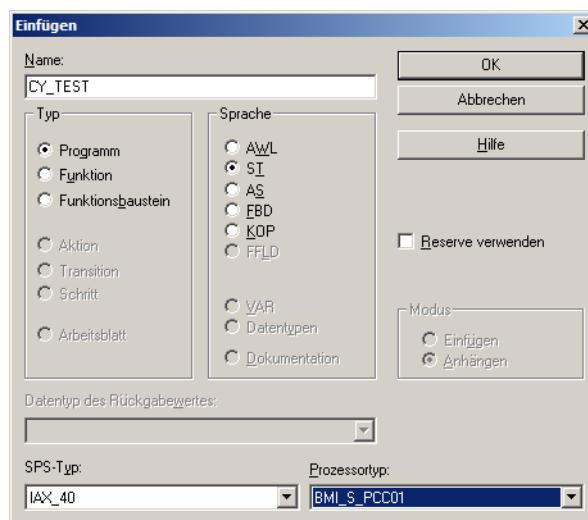 Einfügen
Name:
CY_TEST
OK
Abbrechen
Hilfe
Typ
Programm
Funktion
Funktionsbaustein
Aktion
Transition
Schritt
Arbeitsblatt
Sprache
AWL
ST
AS
FBD
KOP
FFLD
VAR
Datentypen
Dokumentation
Reserve verwenden
Modus
Einfügen
Anhängen
Datentyp des Rückgabewertes:
SPS-Typ:
IAX_40
Prozessortyp:
BMI_S_PCC01